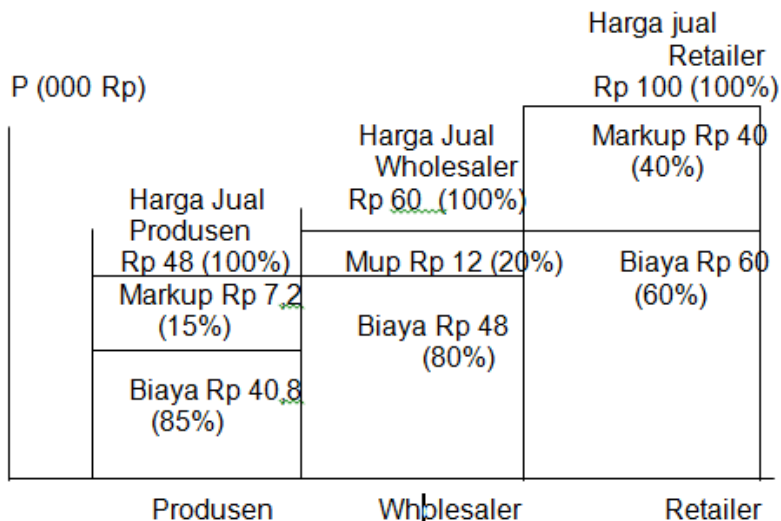 Harga jual
Retailer
P (000 Rp)
Rp 100 (100%)
Harga Jual
Wholesaler
Rp 60 (100%)
Markup Rp 40
(40%)
Harga Jual
Produsen
Rp 48 (100%)
Mup Rp 12 (20%)
Biaya Rp 60
(60%)
Markup Rp 7.2
(15%)
Biaya Rp 48
(80%)
Biaya Rp 40.8
(85%)
Produsen
Wholesaler
Retailer